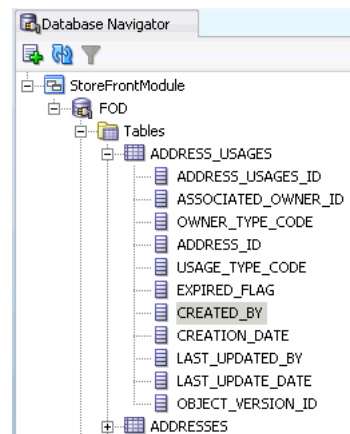 Database Navigator
StoreFrontModule
FOD
Tables
ADDRESS_USAGES
ADDRESS_USAGES_ID
ASSOCIATED_OWNER_ID
OWNER_TYPE_CODE
ADDRESS_ID
USAGE_TYPE_CODE
EXPIRED_FLAG
CREATED_BY
CREATION_DATE
LAST_UPDATED_BY
LAST_UPDATE_DATE
OBJECT_VERSION_ID
ADDRESSES